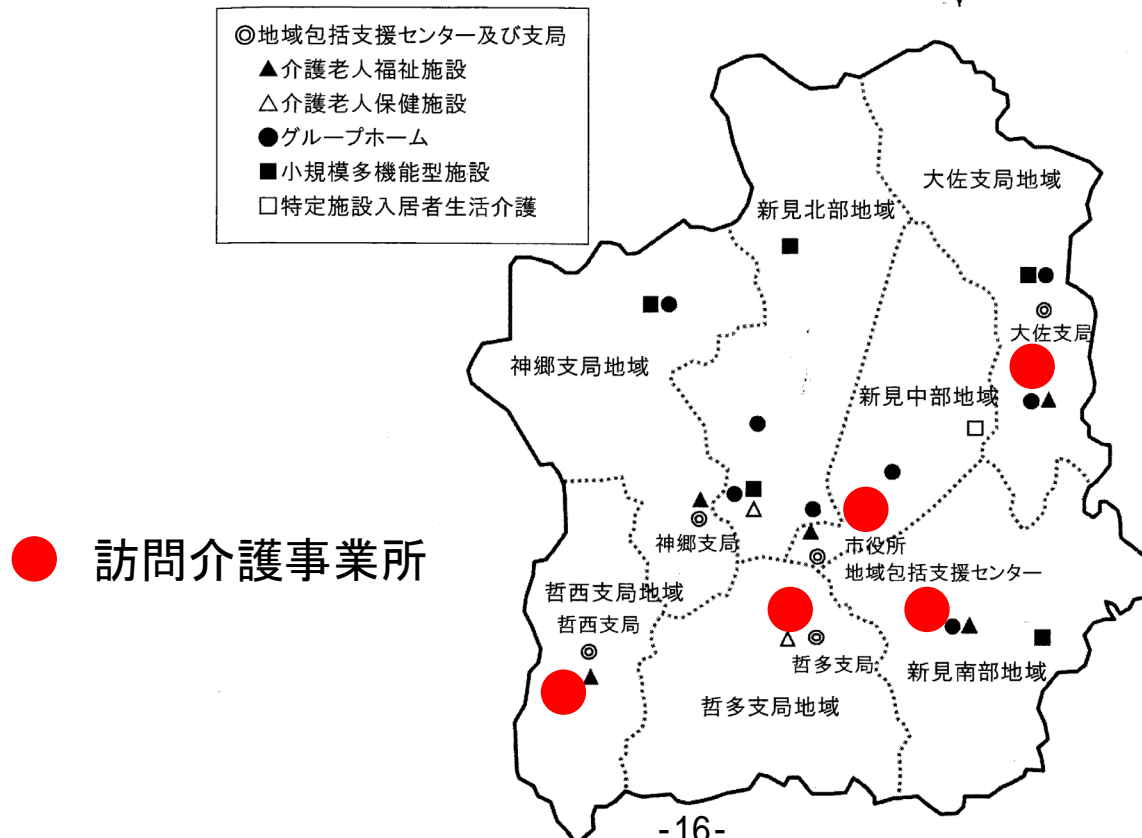 ◎地域包括支援センター及び支局
▲介護老人福祉施設
△介護老人保健施設
●グループホーム
■小規模多機能型施設
□特定施設入居者生活介護
大佐支局地域
新見北部地域
大佐支局
神郷支局地域
新見中部地域
訪問介護事業所
神郷支局
市役所
地域包括支援センター
哲西支局地域
哲西支局
哲多支局
新見南部地域
哲多支局地域
-16-